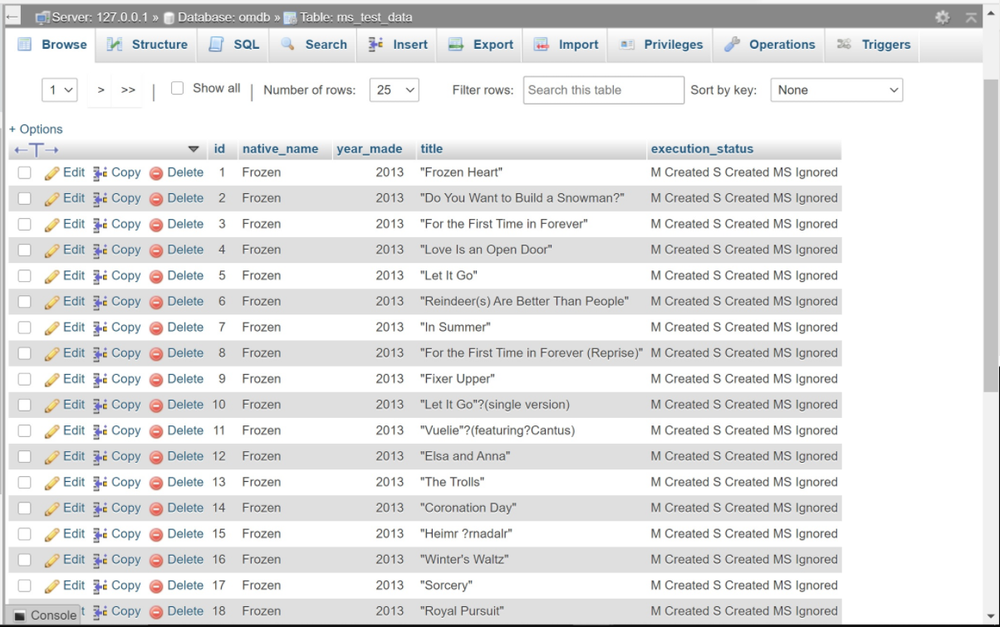 Server: 127.0.0.1 » Database: omdb » Table: ms_test_data
Browse Structure SQL Search Insert Export Import Privileges Operations Triggers
1 > >> | Show all | Number of rows: 25 Filter rows: Search this table Sort by key: None
+ Options
←T→ id native_name year_made title execution_status
Edit Copy Delete 1 Frozen 2013 "Frozen Heart" M Created S Created MS Ignored
Edit Copy Delete 2 Frozen 2013 "Do You Want to Build a Snowman?" M Created S Created MS Ignored
Edit Copy Delete 3 Frozen 2013 "For the First Time in Forever" M Created S Created MS Ignored
Edit Copy Delete 4 Frozen 2013 "Love Is an Open Door" M Created S Created MS Ignored
Edit Copy Delete 5 Frozen 2013 "Let It Go" M Created S Created MS Ignored
Edit Copy Delete 6 Frozen 2013 "Reindeer(s) Are Better Than People" M Created S Created MS Ignored
Edit Copy Delete 7 Frozen 2013 "In Summer" M Created S Created MS Ignored
Edit Copy Delete 8 Frozen 2013 "For the First Time in Forever (Reprise)" M Created S Created MS Ignored
Edit Copy Delete 9 Frozen 2013 "Fixer Upper" M Created S Created MS Ignored
Edit Copy Delete 10 Frozen 2013 "Let It Go"?(single version) M Created S Created MS Ignored
Edit Copy Delete 11 Frozen 2013 "Vuelie"?(featuring?Cantus) M Created S Created MS Ignored
Edit Copy Delete 12 Frozen 2013 "Elsa and Anna" M Created S Created MS Ignored
Edit Copy Delete 13 Frozen 2013 "The Trolls" M Created S Created MS Ignored
Edit Copy Delete 14 Frozen 2013 "Coronation Day" M Created S Created MS Ignored
Edit Copy Delete 15 Frozen 2013 "Heimr ?rnadalr" M Created S Created MS Ignored
Edit Copy Delete 16 Frozen 2013 "Winter's Waltz" M Created S Created MS Ignored
Edit Copy Delete 17 Frozen 2013 "Sorcery" M Created S Created MS Ignored
Console t Copy Delete 18 Frozen 2013 "Royal Pursuit" M Created S Created MS Ignored